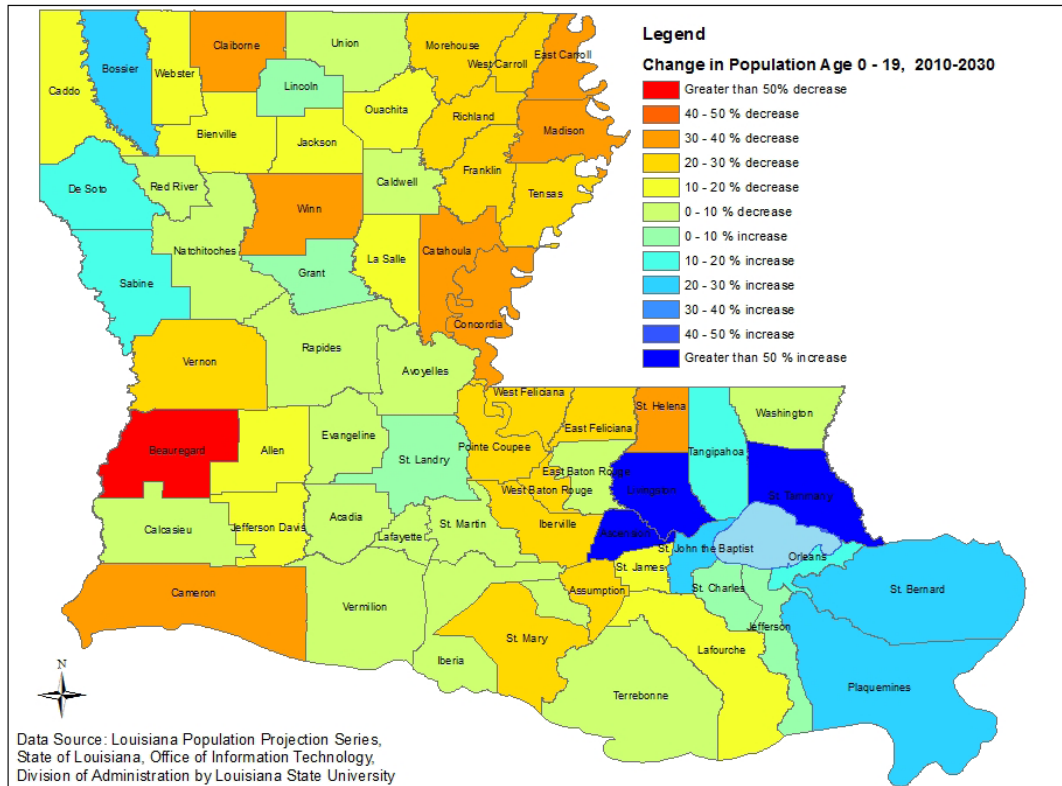 Legend
Change in Population Age 0 - 19, 2010-2030
Greater than 50% decrease
40 - 50 % decrease
30 - 40 % decrease
20 - 30 % decrease
10 - 20 % decrease
0 - 10 % decrease
0 - 10 % increase
10 - 20 % increase
20 - 30 % increase
30 - 40 % increase
40 - 50 % increase
Greater than 50 % increase
Caddo
Bossier
Webster
Claiborne
Lincoln
Union
Morehouse
West Carroll
East Carroll
Ouachita
Richland
Madison
Bienville
Jackson
Franklin
Tensas
De Soto
Red River
Caldwell
Winn
Natchitoches
Sabine
Grant
La Salle
Catahoula
Concordia
Vernon
Rapides
Avoyelles
Beauregard
Allen
Evangeline
St. Landry
Pointe Coupee
West Feliciana
East Feliciana
St. Helena
Tangipahoa
Washington
St. Tammany
Livingston
East Baton Rouge
West Baton Rouge
Calcasieu
Jefferson Davis
Acadia
Lafayette
St. Martin
Iberville
Ascension
St. John the Baptist
Orleans
St. James
St. Charles
Jefferson
St. Bernard
Plaquemines
Cameron
Vermilion
Iberia
St. Mary
Assumption
Terrebonne
Lafourche
N
Data Source: Louisiana Population Projection Series,
State of Louisiana, Office of Information Technology,
Division of Administration by Louisiana State University